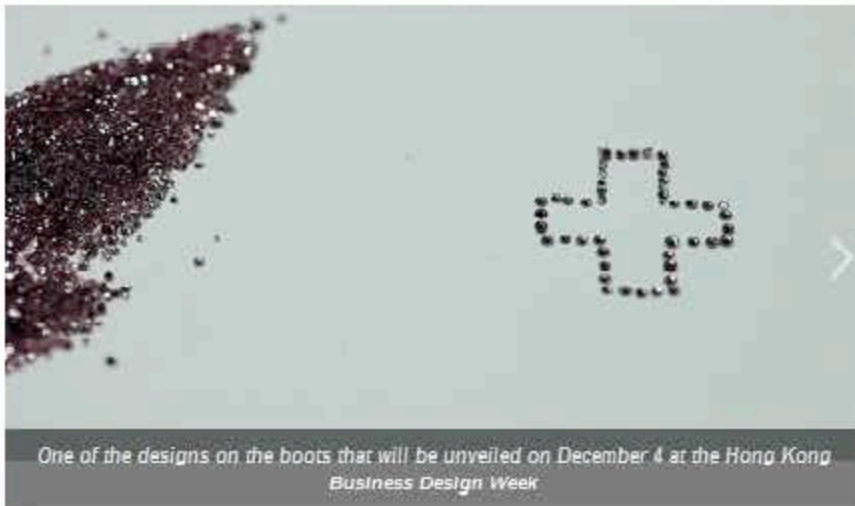 One of the designs on the boots that will be unveiled on December 4 at the Hong Kong
Business Design Week